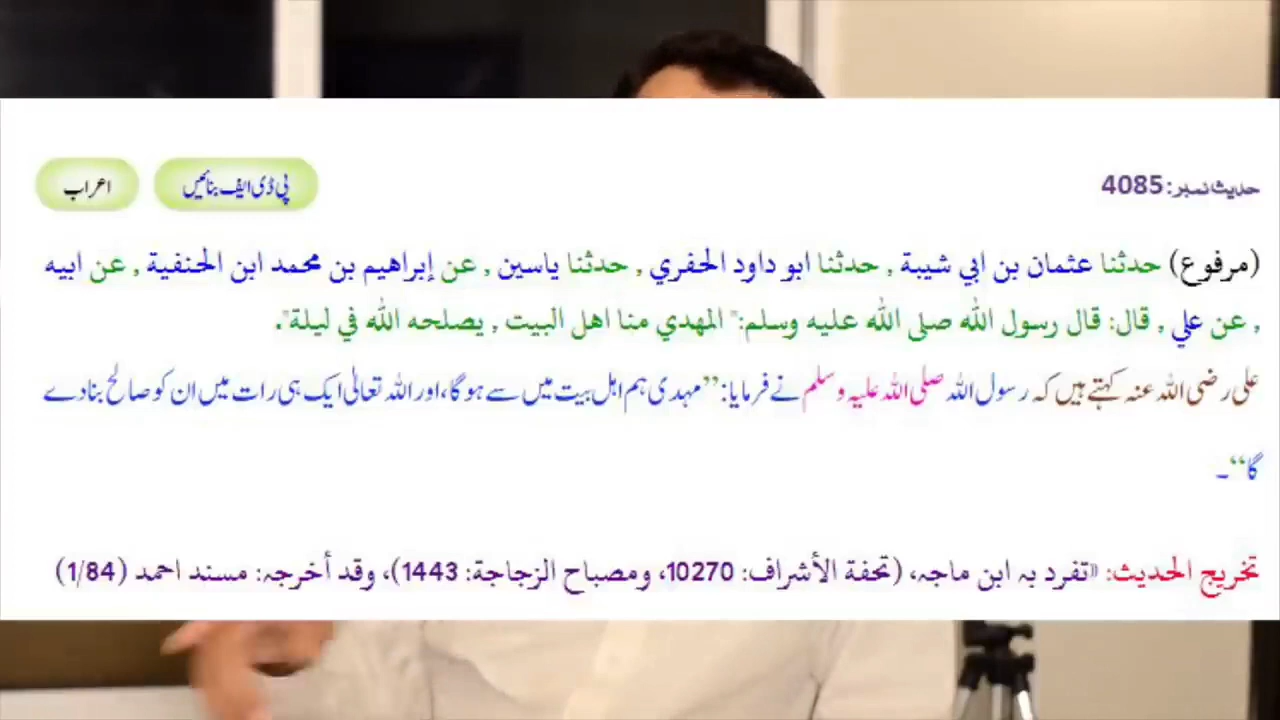 حدیث نمبر: 4085
پی ڈی ایف بنائیں
اعراب
(مرفوع) حدثنا عثمان بن ابي شيبة , حدثنا ابو داود الحفري , حدثنا ياسين , عن إبراهيم بن محمد ابن الحنفية , عن ابيه
, عن علي , قال: قال رسول الله صلى الله عليه وسلم:" المهدي منا اهل البيت , يصلحه الله في ليلة".
علی رضی اللہ عنہ کہتے ہیں کہ رسول اللہ صلی اللہ علیہ وسلم نے فرمایا: ”مہدی ہم اہل بیت میں سے ہو گا، اور اللہ تعالیٰ ایک ہی رات میں ان کو صالح بنا دے
گا“۔
تخریج الحدیث: «تفرد بہ ابن ماجہ، (تحفة الأشراف: 10270، ومصباح الزجاجة: 1443)، وقد أخرجہ: مسند احمد (1/84)